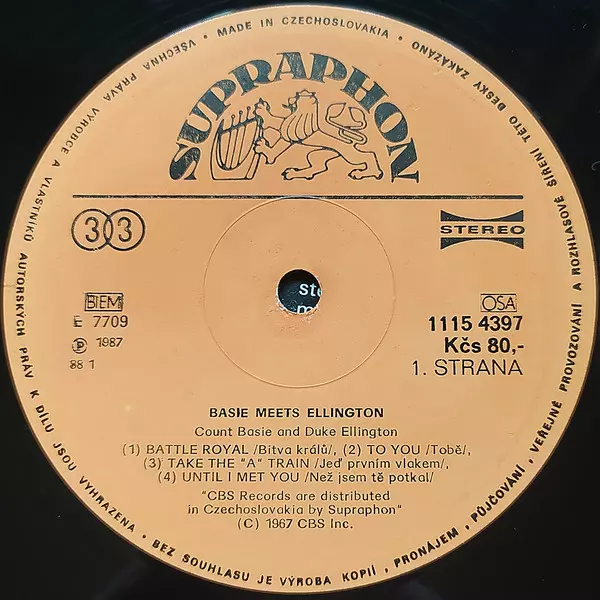 VŠECHNA PRÁVA VÝROBCE A VLASTNÍKŮ AUTORSKÝCH PRÁV K DÍLU JSOU VYHRAZENA • BEZ SOUHLASU JE VÝROBA KOPIÍ, PRONÁJEM, PŮJČOVÁNÍ, VEŘEJNÉ PROVOZOVÁNÍ A ROZHLASOVÉ ŠÍŘENÍ TÉTO DESKY ZAKÁZÁNO • MADE IN CZECHOSLOVAKIA •
SUPRAPHON
33
STEREO
BIEM
OSA
E 7709
1115 4397
Ⓟ 1987
Kčs 80,-
88 1
1. STRANA
BASIE MEETS ELLINGTON
Count Basie and Duke Ellington
(1) BATTLE ROYAL /Bitva králů/, (2) TO YOU /Tobě/,
(3) TAKE THE "A" TRAIN /Jeď prvním vlakem/,
(4) UNTIL I MET YOU /Než jsem tě potkal/
"CBS Records are distributed
in Czechoslovakia by Supraphon"
(C) 1967 CBS Inc.